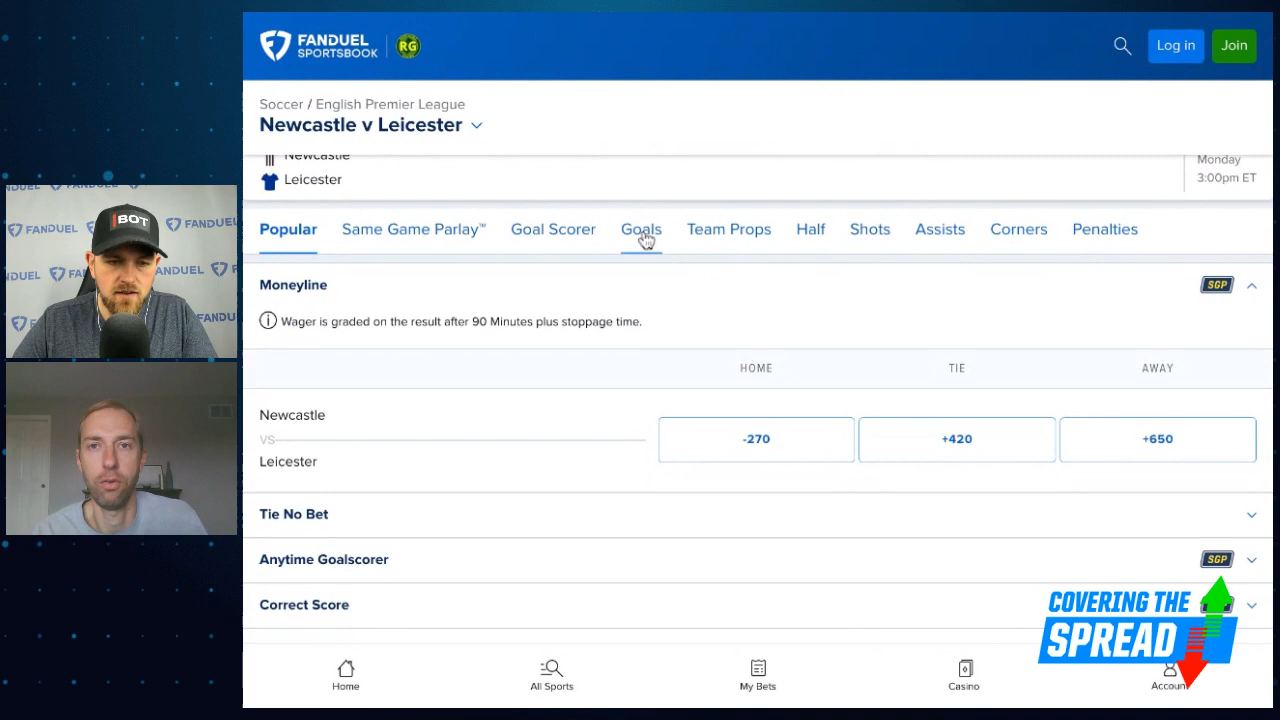 FANDUEL
SPORTSBOOK
RG
Log in
Join
Soccer / English Premier League
Newcastle v Leicester
Newcastle
Leicester
Monday
3:00pm ET
Popular
Same Game Parlay™
Goal Scorer
Goals
Team Props
Half
Shots
Assists
Corners
Penalties
Moneyline
SGP
Wager is graded on the result after 90 Minutes plus stoppage time.
HOME
TIE
AWAY
Newcastle
VS
Leicester
-270
+420
+650
Tie No Bet
Anytime Goalscorer
SGP
Correct Score
COVERING THE
SPREAD
Home
All Sports
My Bets
Casino
Account
BOT
FANDUEL
FANDUEL